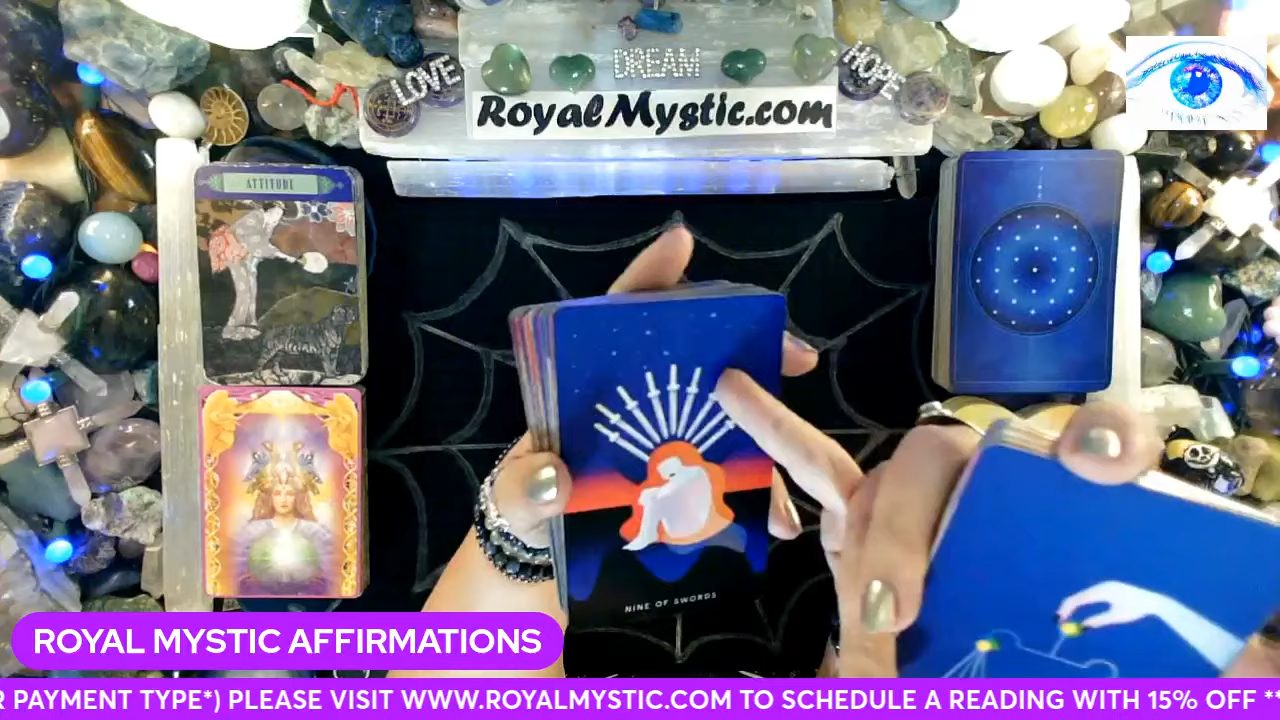 LOVE
DREAM
HOPE
RoyalMystic.com
ATTITUDE
NINE OF SWORDS
ROYAL MYSTIC AFFIRMATIONS
R PAYMENT TYPE*) PLEASE VISIT WWW.ROYALMYSTIC.COM TO SCHEDULE A READING WITH 15% OFF **